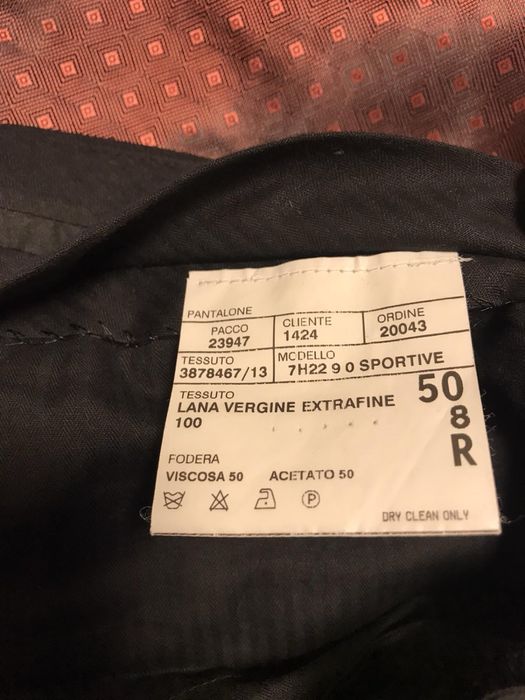 PANTALONE
PACCO CLIENTE ORDINE
23947 1424 20043
TESSUTO MODELLO
3878467/13 7H22 9 0 SPORTIVE
TESSUTO 50
LANA VERGINE EXTRAFINE 8
100 R
FODERA
VISCOSA 50 ACETATO 50
P
DRY CLEAN ONLY